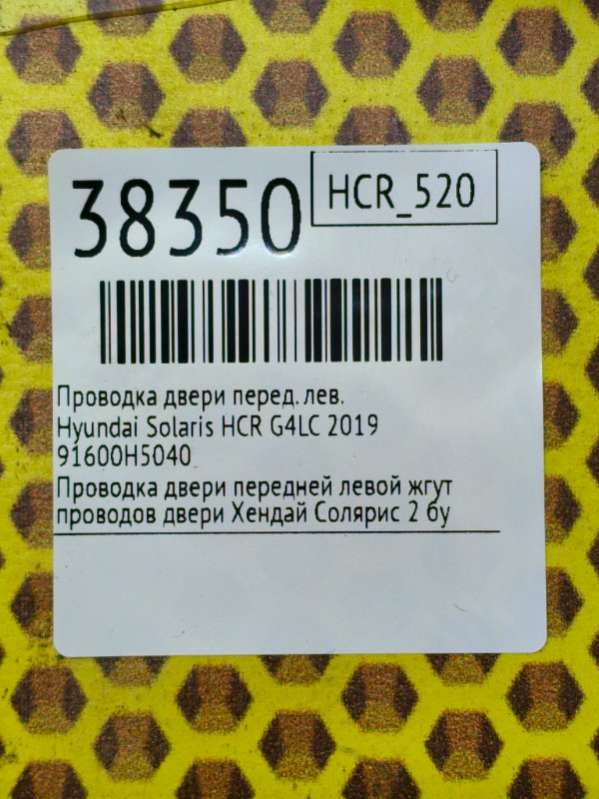 38350
HCR_520
Проводка двери перед. лев.
Hyundai Solaris HCR G4LC 2019
91600H5040
Проводка двери передней левой жгут
проводов двери Хендай Солярис 2 бу